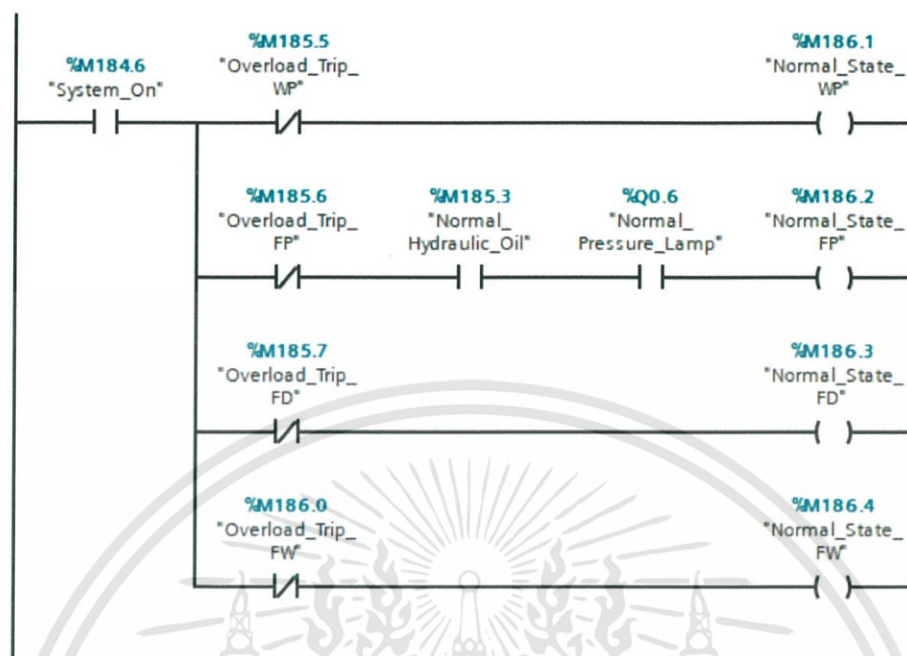 %M184.6
"System_On"
%M185.5
"Overload_Trip_
WP"
%M186.1
"Normal_State_
WP"
%M185.6
"Overload_Trip_
FP"
%M185.3
"Normal_
Hydraulic_Oil"
%Q0.6
"Normal_
Pressure_Lamp"
%M186.2
"Normal_State_
FP"
%M185.7
"Overload_Trip_
FD"
%M186.3
"Normal_State_
FD"
%M186.0
"Overload_Trip_
FW"
%M186.4
"Normal_State_
FW"